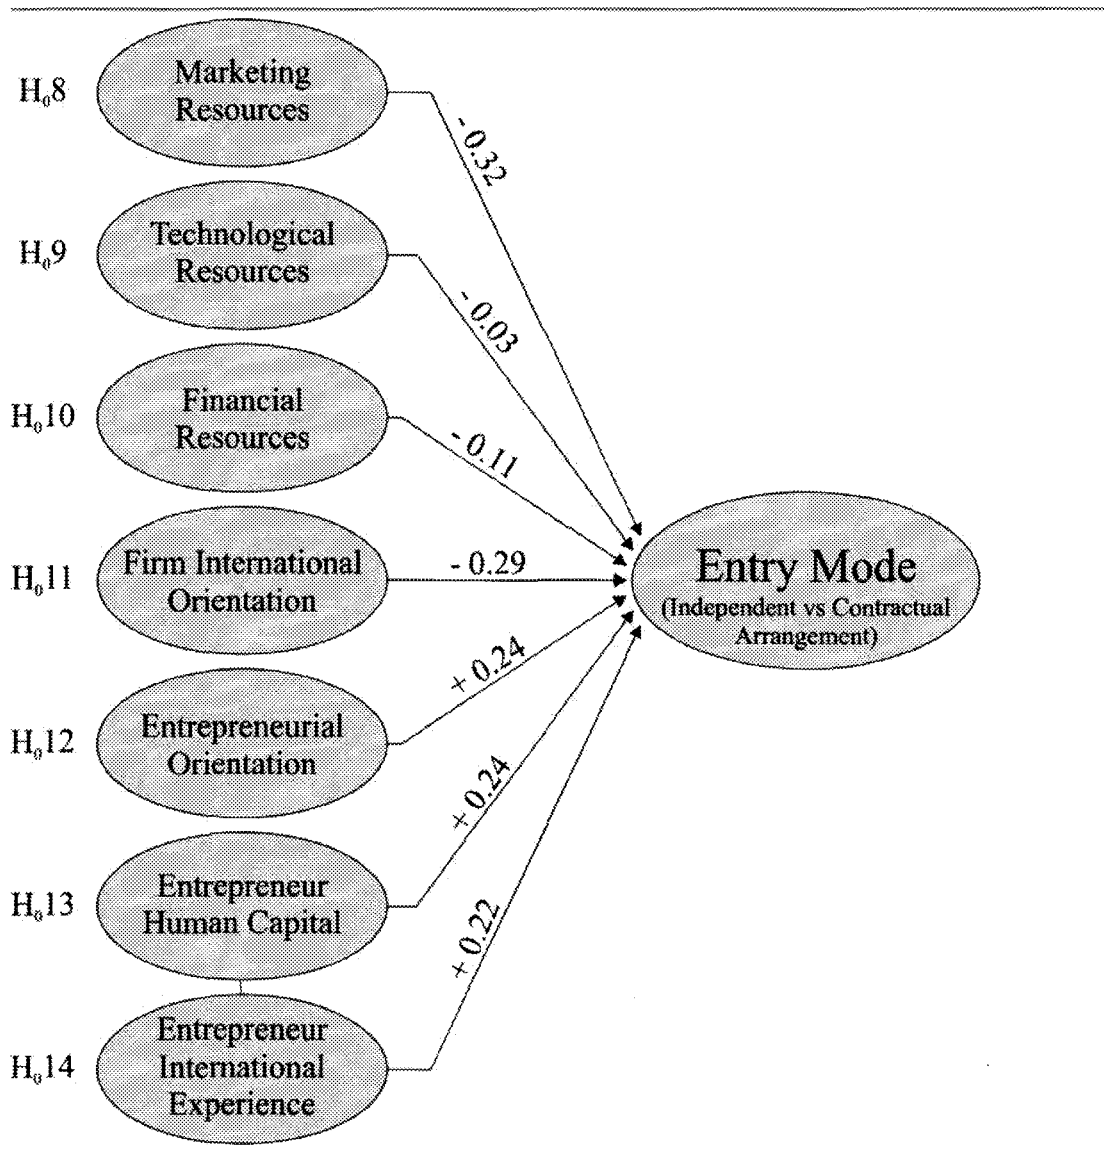 H₀8
Marketing
Resources
- 0.32
H₀9
Technological
Resources
- 0.03
H₀10
Financial
Resources
- 0.11
H₀11
Firm International
Orientation
- 0.29
Entry Mode
(Independent vs Contractual
Arrangement)
H₀12
Entrepreneurial
Orientation
+ 0.24
H₀13
Entrepreneur
Human Capital
+ 0.24
H₀14
Entrepreneur
International
Experience
+ 0.22